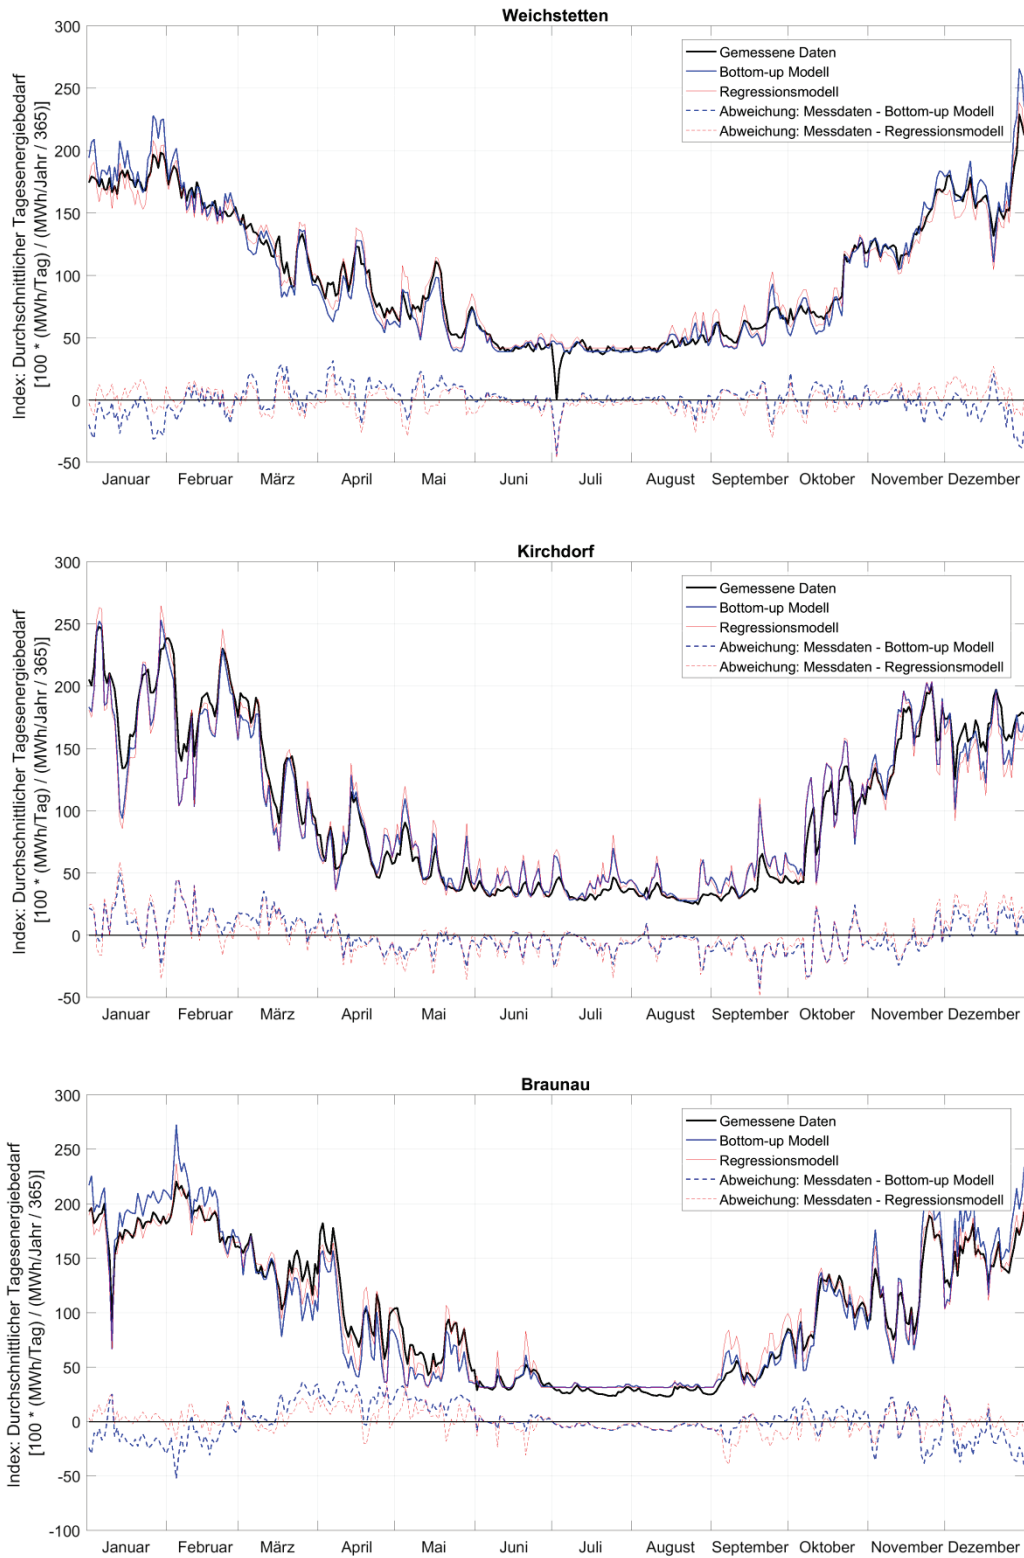 Weichstetten
Index: Durchschnittlicher Tagesenergiebedarf
[100 * (MWh/Tag) / (MWh/Jahr / 365)]
300
250
200
150
100
50
0
-50
Gemessene Daten
Bottom-up Modell
Regressionsmodell
Abweichung: Messdaten - Bottom-up Modell
Abweichung: Messdaten - Regressionsmodell
Januar Februar März April Mai Juni Juli August September Oktober November Dezember
Kirchdorf
Index: Durchschnittlicher Tagesenergiebedarf
[100 * (MWh/Tag) / (MWh/Jahr / 365)]
300
250
200
150
100
50
0
-50
Gemessene Daten
Bottom-up Modell
Regressionsmodell
Abweichung: Messdaten - Bottom-up Modell
Abweichung: Messdaten - Regressionsmodell
Januar Februar März April Mai Juni Juli August September Oktober November Dezember
Braunau
Index: Durchschnittlicher Tagesenergiebedarf
[100 * (MWh/Tag) / (MWh/Jahr / 365)]
300
250
200
150
100
50
0
-50
-100
Gemessene Daten
Bottom-up Modell
Regressionsmodell
Abweichung: Messdaten - Bottom-up Modell
Abweichung: Messdaten - Regressionsmodell
Januar Februar März April Mai Juni Juli August September Oktober November Dezember